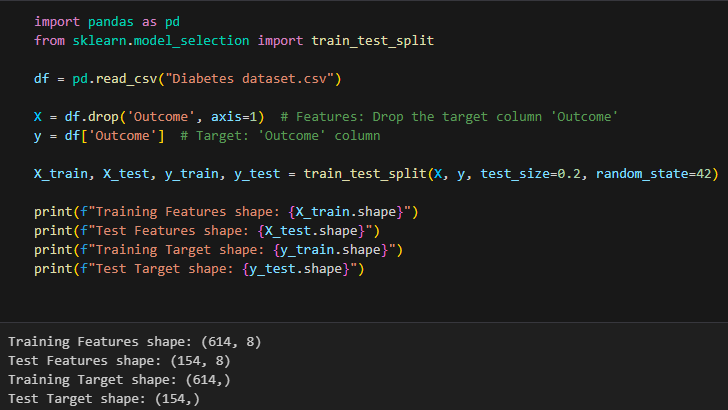 import pandas as pd
from sklearn.model_selection import train_test_split
df = pd.read_csv("Diabetes dataset.csv")
X = df.drop('Outcome', axis=1)  # Features: Drop the target column 'Outcome'
y = df['Outcome']  # Target: 'Outcome' column
X_train, X_test, y_train, y_test = train_test_split(X, y, test_size=0.2, random_state=42)
print(f"Training Features shape: {X_train.shape}")
print(f"Test Features shape: {X_test.shape}")
print(f"Training Target shape: {y_train.shape}")
print(f"Test Target shape: {y_test.shape}")
Training Features shape: (614, 8)
Test Features shape: (154, 8)
Training Target shape: (614,)
Test Target shape: (154,)